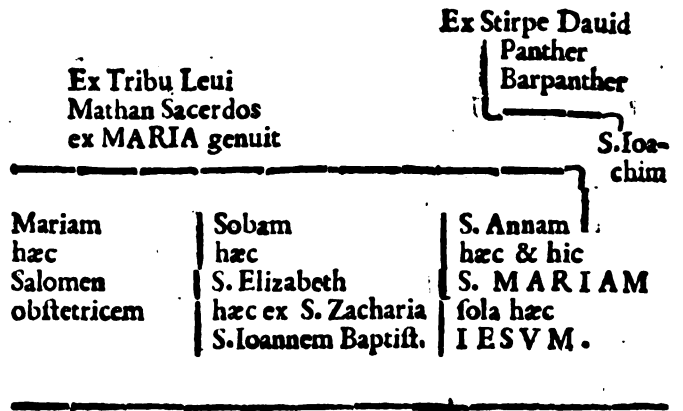 Ex Stirpe Dauid
Panther
Barpanther
Ex Tribu Leui
Mathan Sacerdos
ex MARIA genuit
S. Ioa-
chim
Mariam
hæc
Salomen
obſtetricem
Sobam
hæc
S. Elizabeth
hæc ex S. Zacharia
S. Ioannem Baptiſt.
S. Annam
hæc & hic
S. MARIAM
ſola hæc
IESVM.